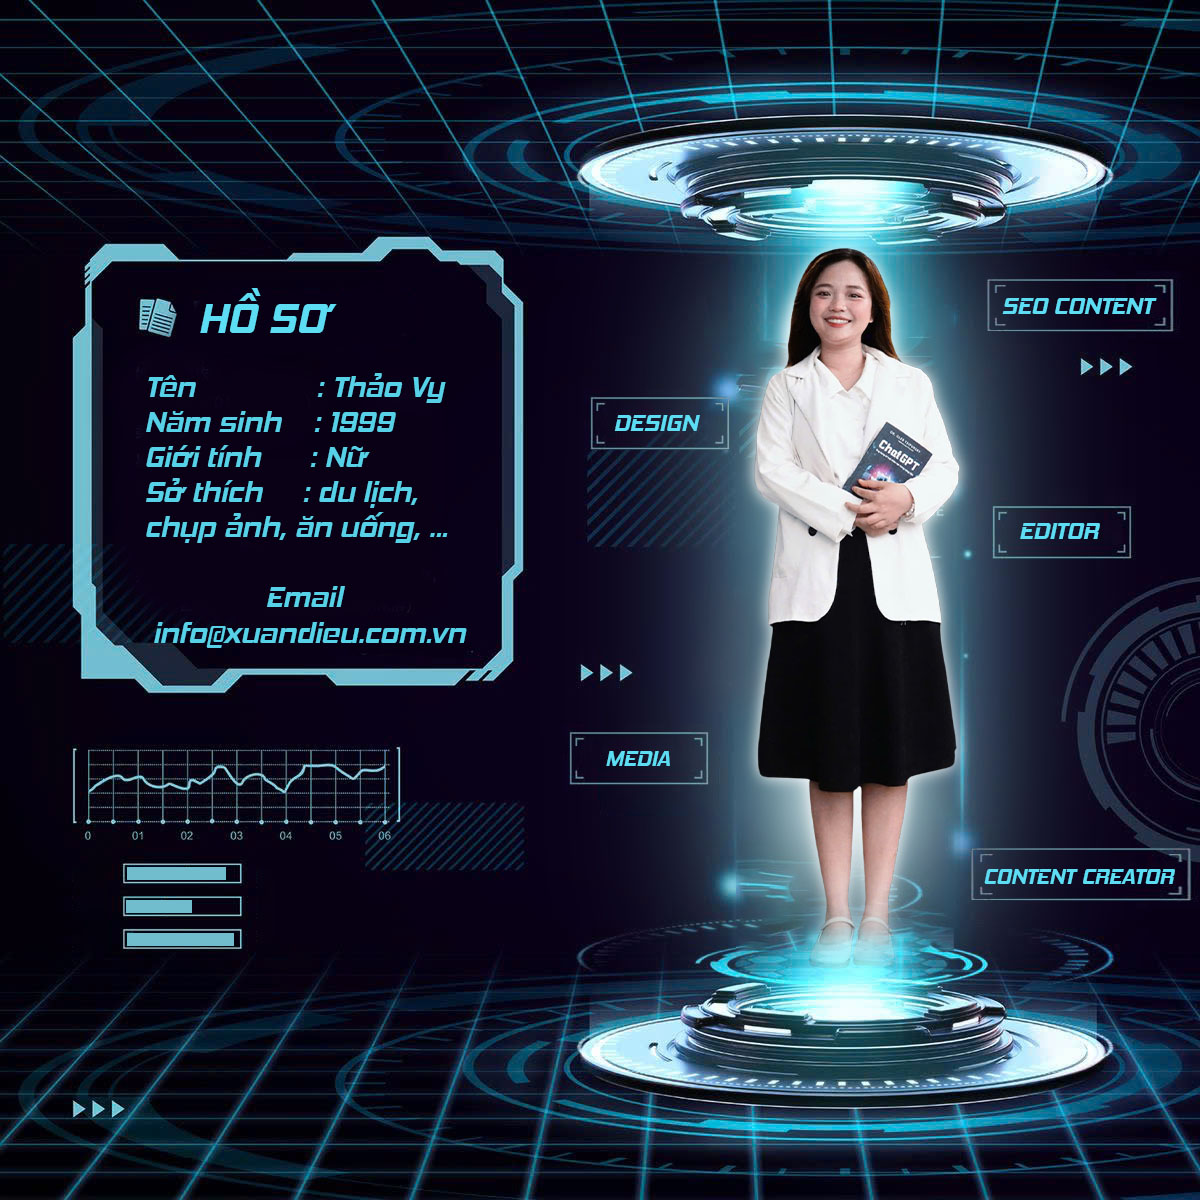 HỒ SƠ
Tên : Thảo Vy
Năm sinh : 1999
Giới tính : Nữ
Sở thích : du lịch,
chụp ảnh, ăn uống, ...
Email
info@xuandieu.com.vn
SEO CONTENT
DESIGN
ChatGPT
EDITOR
MEDIA
CONTENT CREATOR
0 01 02 03 04 05 06